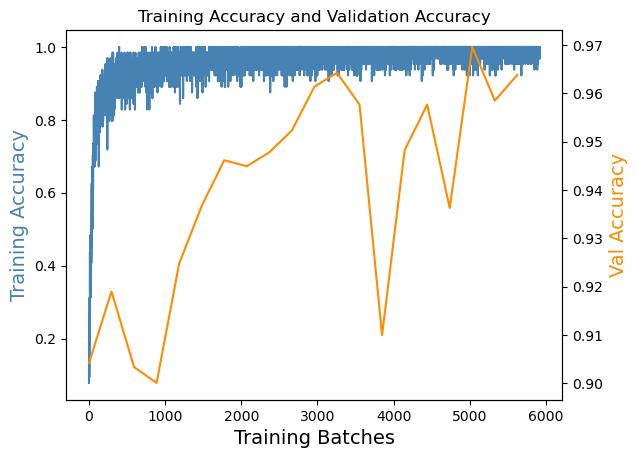 Training Accuracy and Validation Accuracy
1.0
0.8
0.6
0.4
0.2
Training Accuracy
0.97
0.96
0.95
0.94
0.93
0.92
0.91
0.90
Val Accuracy
0 1000 2000 3000 4000 5000 6000
Training Batches